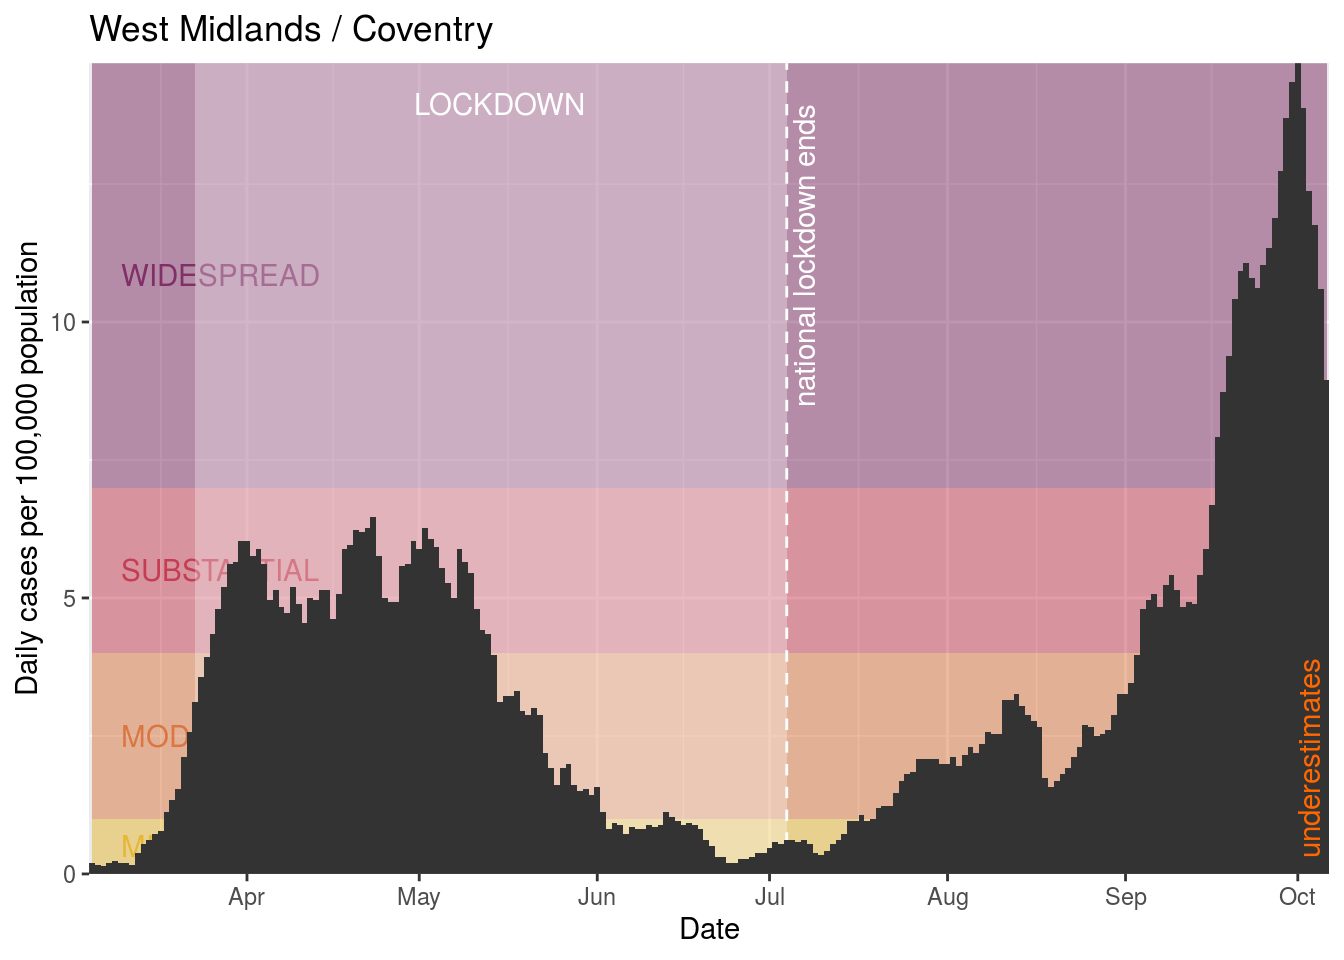 West Midlands / Coventry
LOCKDOWN
national lockdown ends
WIDESPREAD
10
SUBSTANTIAL
5
MOD
underestimates
0
Apr
May
Jun
Jul
Aug
Sep
Oct
Date
Daily cases per 100,000 population